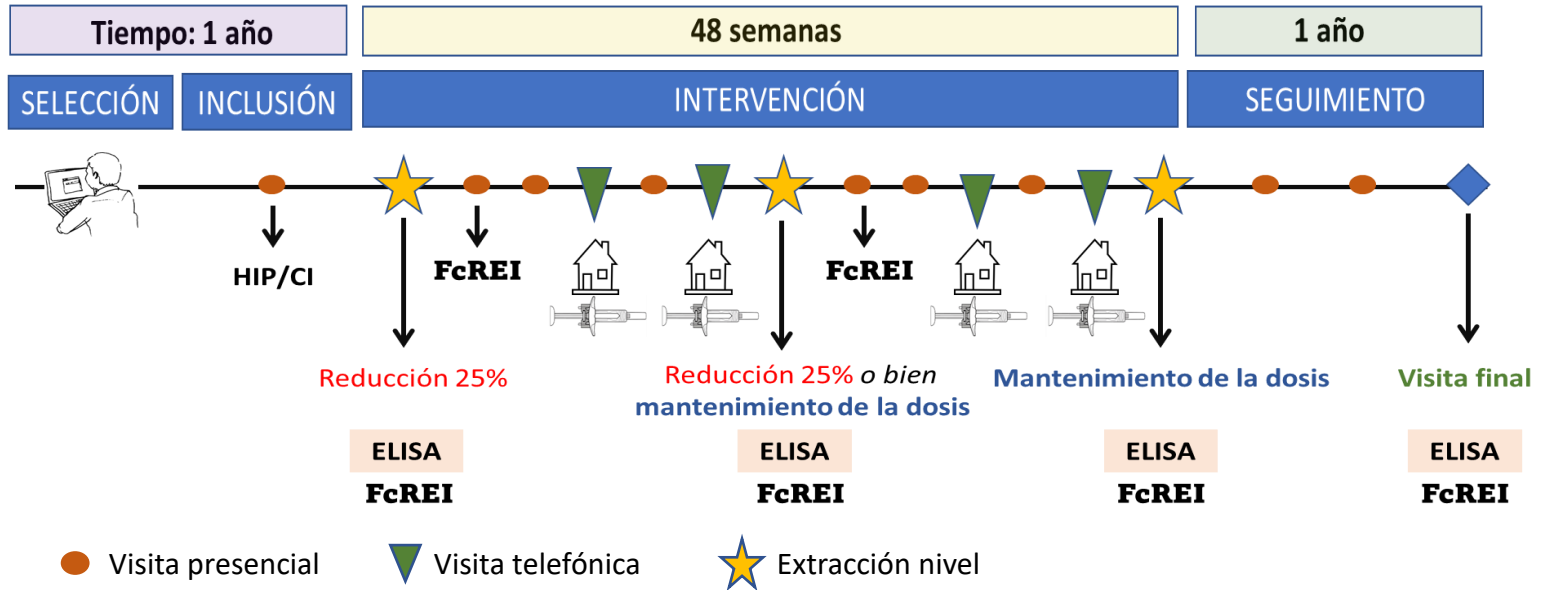 Tiempo: 1 año
48 semanas
1 año
SELECCIÓN
INCLUSIÓN
INTERVENCIÓN
SEGUIMIENTO
HIP/CI
FcREI
FcREI
Reducción 25%
Reducción 25% o bien
mantenimiento de la dosis
Mantenimiento de la dosis
Visita final
ELISA
ELISA
ELISA
ELISA
FcREI
FcREI
FcREI
FcREI
Visita presencial
Visita telefónica
Extracción nivel